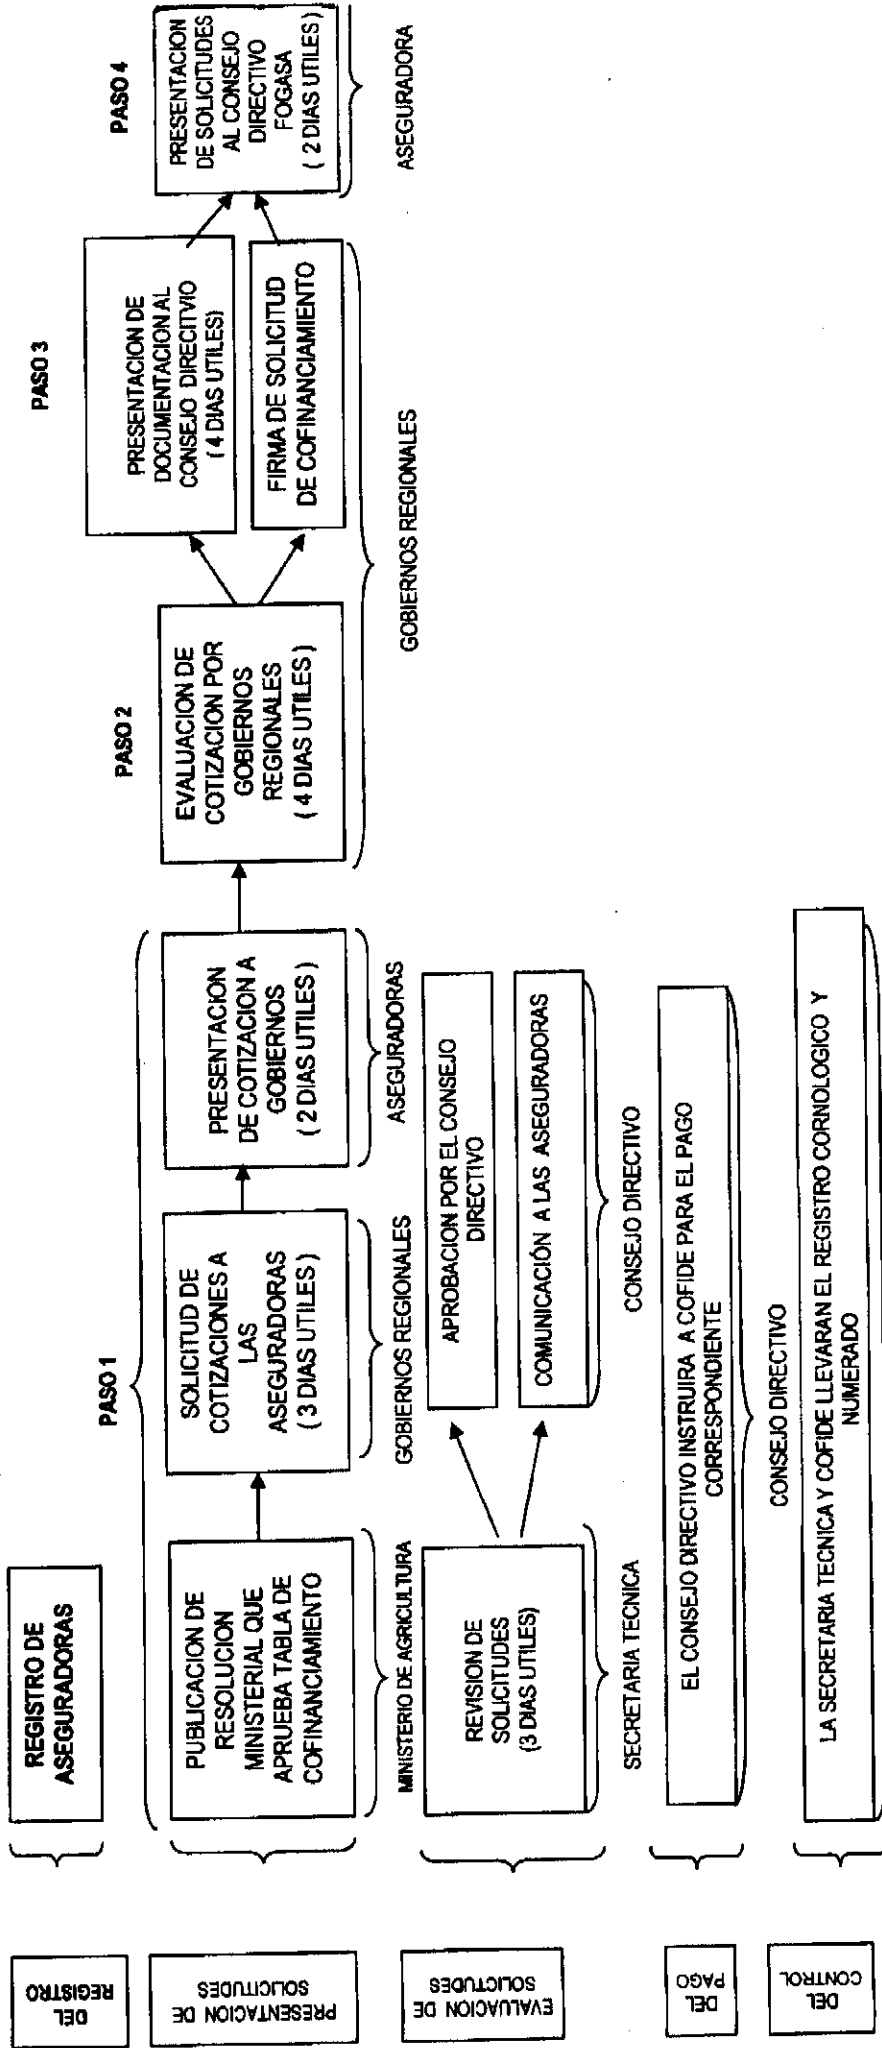 DEL
REGISTRO
REGISTRO DE
ASEGURADORAS
PRESENTACION DE
SOLICITUDES
PASO 1
PUBLICACION DE
RESOLUCION
MINISTERIAL QUE
APRUEBA TABLA DE
COFINANCIAMIENTO
MINISTERIO DE AGRICULTURA
SOLICITUD DE
COTIZACIONES A
LAS
ASEGURADORAS
( 3 DIAS UTILES )
GOBIERNOS REGIONALES
PRESENTACION
DE COTIZACION A
GOBIERNOS
( 2 DIAS UTILES )
ASEGURADORAS
PASO 2
EVALUACION DE
COTIZACION POR
GOBIERNOS
REGIONALES
( 4 DIAS UTILES )
PASO 3
PRESENTACION DE
DOCUMENTACION AL
CONSEJO DIRECITVIO
( 4 DIAS UTILES)
FIRMA DE SOLICITUD
DE COFINANCIAMIENTO
GOBIERNOS REGIONALES
PASO 4
PRESENTACION
DE SOLICITUDES
AL CONSEJO
DIRECTIVO
FOGASA
( 2 DIAS UTILES )
ASEGURADORA
EVALUACION DE
SOLICITUDES
REVISION DE
SOLICITUDES
(3 DIAS UTILES)
SECRETARIA TECNICA
APROBACION POR EL CONSEJO
DIRECTIVO
COMUNICACIÓN A LAS ASEGURADORAS
CONSEJO DIRECTIVO
DEL
PAGO
EL CONSEJO DIRECTIVO INSTRUIRA A COFIDE PARA EL PAGO
CORRESPONDIENTE
CONSEJO DIRECTIVO
DEL
CONTROL
LA SECRETARIA TECNICA Y COFIDE LLEVARAN EL REGISTRO CORNOLOGICO Y
NUMERADO